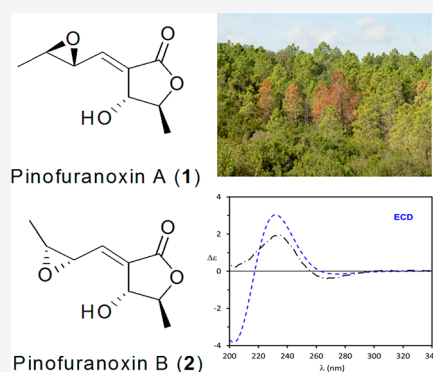 O
O
O
HO
Pinofuranoxin A (1)
O
O
O
HO
Pinofuranoxin B (2)
ECD
4
2
0
-2
-4
Δε
200 220 240 260 280 300 320 340
λ (nm)